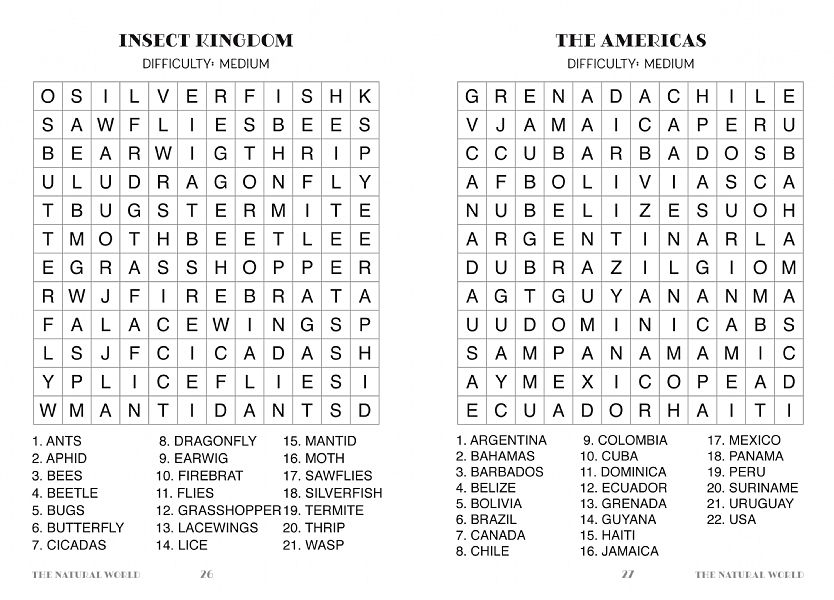 INSECT KINGDOM
DIFFICULTY: MEDIUM
O S I L V E R F I S H K
S A W F L I E S B E E S
B E A R W I G T H R I P
U L U D R A G O N F L Y
T B U G S T E R M I T E
T M O T H B E E T L E E
E G R A S S H O P P E R
R W J F I R E B R A T A
F A L A C E W I N G S P
L S J F C I C A D A S H
Y P L I C E F L I E S I
W M A N T I D A N T S D
1. ANTS
2. APHID
3. BEES
4. BEETLE
5. BUGS
6. BUTTERFLY
7. CICADAS
8. DRAGONFLY
9. EARWIG
10. FIREBRAT
11. FLIES
12. GRASSHOPPER
13. LACEWINGS
14. LICE
15. MANTID
16. MOTH
17. SAWFLIES
18. SILVERFISH
19. TERMITE
20. THRIP
21. WASP
THE NATURAL WORLD
26
THE AMERICAS
DIFFICULTY: MEDIUM
G R E N A D A C H I L E
V J A M A I C A P E R U
C C U B A R B A D O S B
A F B O L I V I A S C A
N U B E L I Z E S U O H
A R G E N T I N A R L A
D U B R A Z I L G I O M
A G T G U Y A N A N M A
U U D O M I N I C A B S
S A M P A N A M A M I C
A Y M E X I C O P E A D
E C U A D O R H A I T I
1. ARGENTINA
2. BAHAMAS
3. BARBADOS
4. BELIZE
5. BOLIVIA
6. BRAZIL
7. CANADA
8. CHILE
9. COLOMBIA
10. CUBA
11. DOMINICA
12. ECUADOR
13. GRENADA
14. GUYANA
15. HAITI
16. JAMAICA
17. MEXICO
18. PANAMA
19. PERU
20. SURINAME
21. URUGUAY
22. USA
27
THE NATURAL WORLD